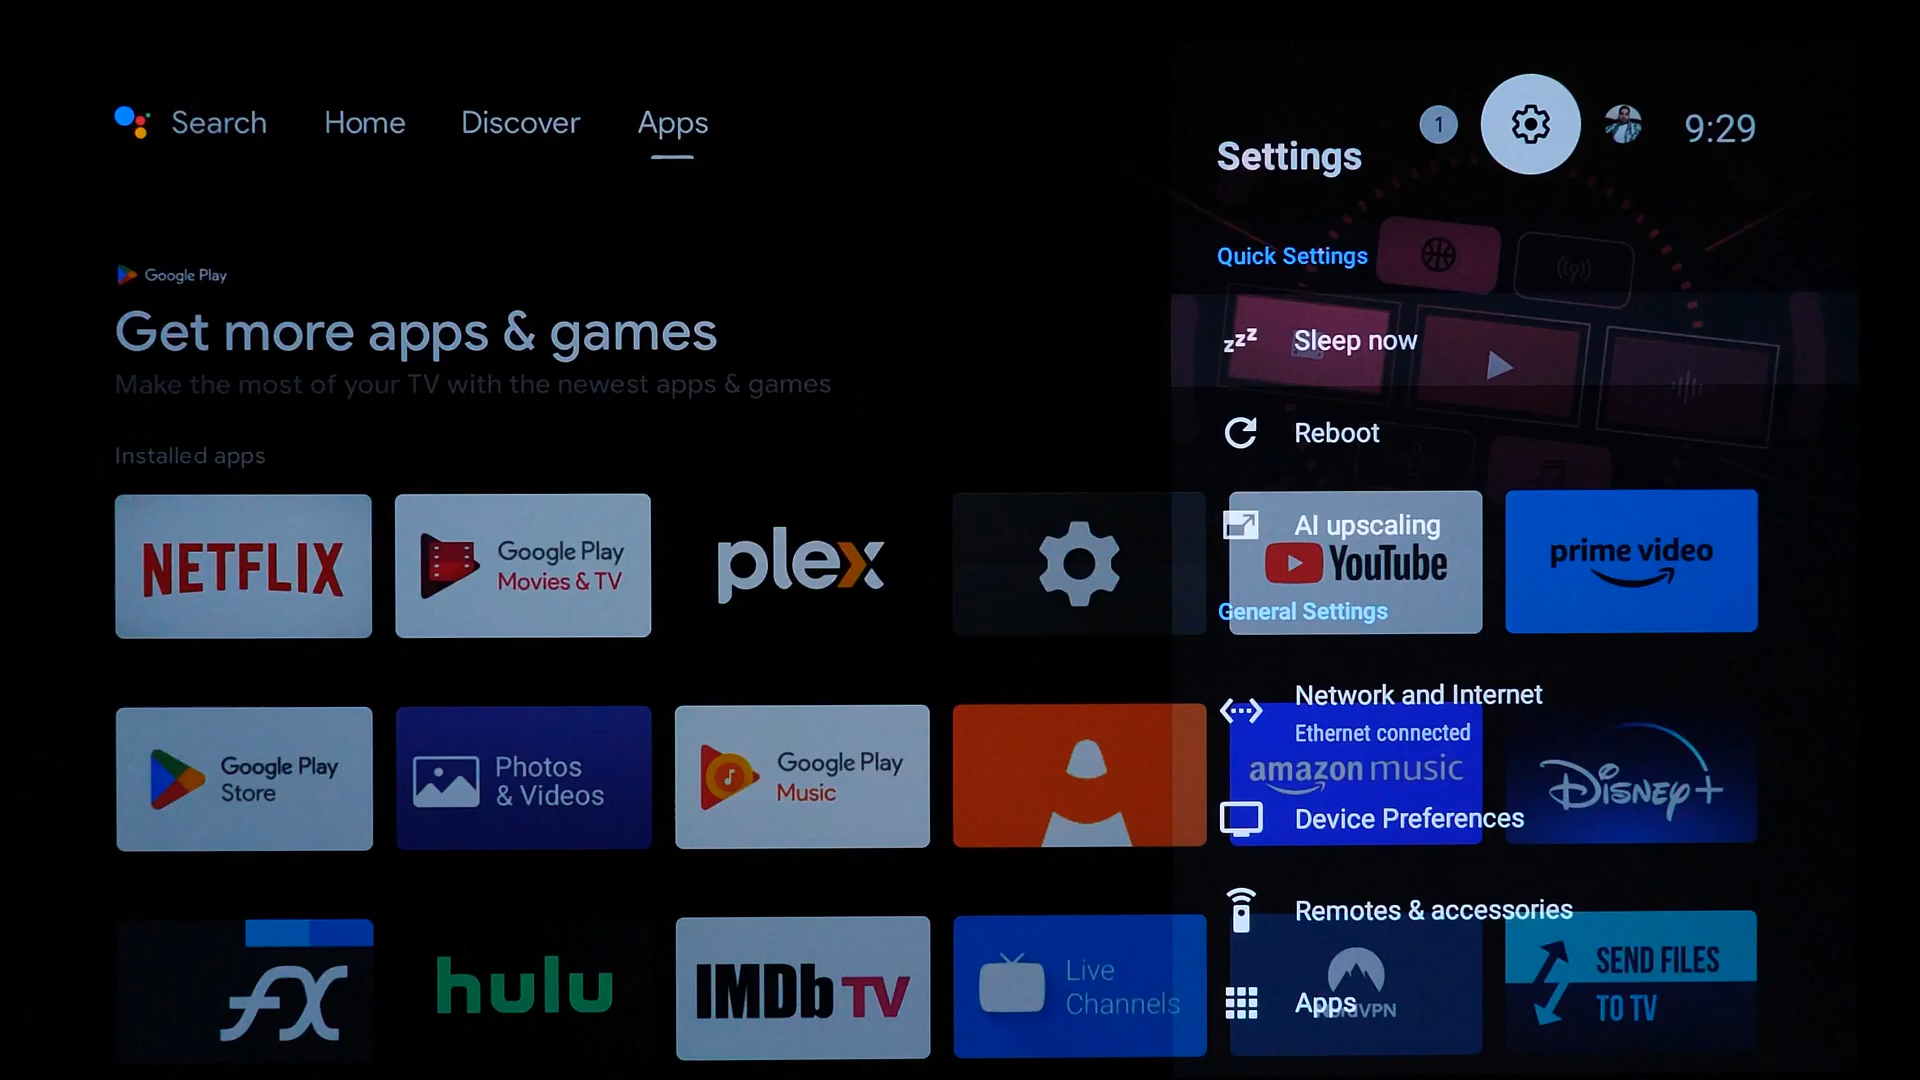 Search
Home
Discover
Apps
1
9:29
Settings
Google Play
Get more apps & games
Make the most of your TV with the newest apps & games
Installed apps
Quick Settings
Sleep now
Reboot
AI upscaling
General Settings
Network and Internet
Ethernet connected
Device Preferences
Remotes & accessories
Apps
NETFLIX
Google Play
Movies & TV
plex
YouTube
prime video
Google Play
Store
Photos
& Videos
Google Play
Music
amazon music
Disney+
fX
hulu
IMDb TV
Live
Channels
NordVPN
SEND FILES
TO TV